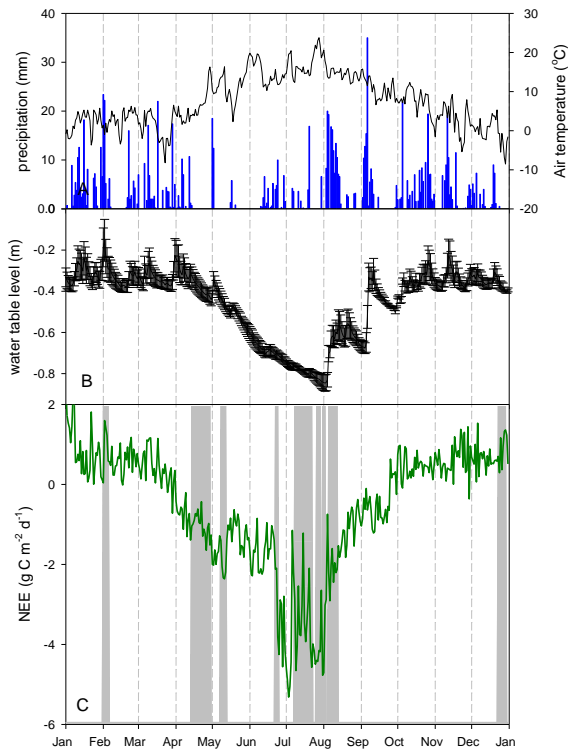 precipitation (mm)
50
40
30
20
10
0.0
A
30
20
10
0
-10
-20
Air temperature (°C)
water table level (m)
-0.2
-0.4
-0.6
-0.8
B
NEE (g C m-2 d-1)
2
0
-2
-4
-6
C
Jan Feb Mar Apr May Jun Jul Aug Sep Oct Nov Dec Jan